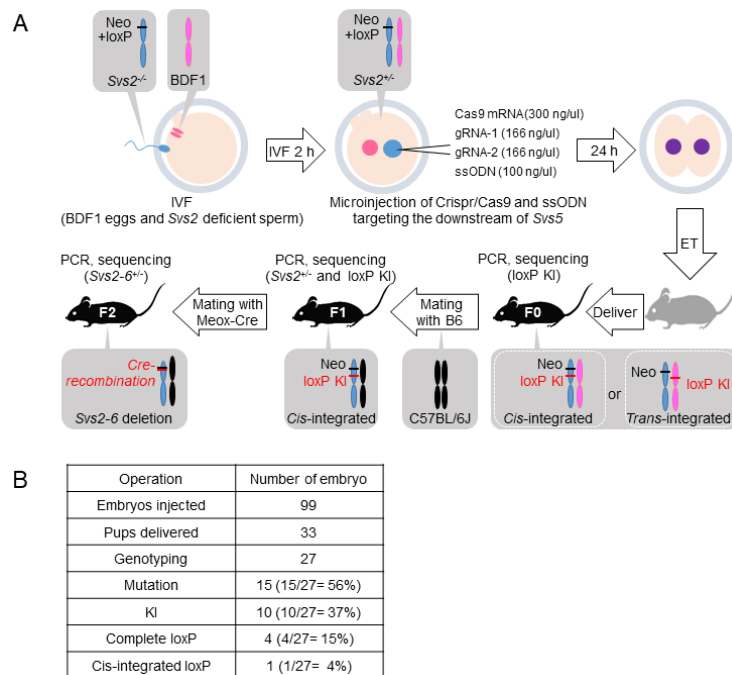 A
Neo
+loxP
Svs2-/-
BDF1
Neo
+loxP
Svs2+/-
IVF 2 h
Cas9 mRNA(300 ng/ul)
gRNA-1 (166 ng/ul)
gRNA-2 (166 ng/ul)
ssODN (100 ng/ul)
24 h
IVF
(BDF1 eggs and Svs2 deficient sperm)
Microinjection of Crispr/Cas9 and ssODN
targeting the downstream of Svs5
ET
PCR, sequencing
(Svs2-6+/-)
F2
Mating with
Meox-Cre
PCR, sequencing
(Svs2+/- and loxP KI)
F1
Mating
with B6
PCR, sequencing
(loxP KI)
F0
Deliver
Cre-
recombination
Svs2-6 deletion
Neo
loxP KI
Cis-integrated
C57BL/6J
Neo
loxP KI
Cis-integrated
or
Neo
loxP KI
Trans-integrated
B
Operation Number of embryo
Embryos injected 99
Pups delivered 33
Genotyping 27
Mutation 15 (15/27= 56%)
KI 10 (10/27= 37%)
Complete loxP 4 (4/27= 15%)
Cis-integrated loxP 1 (1/27= 4%)